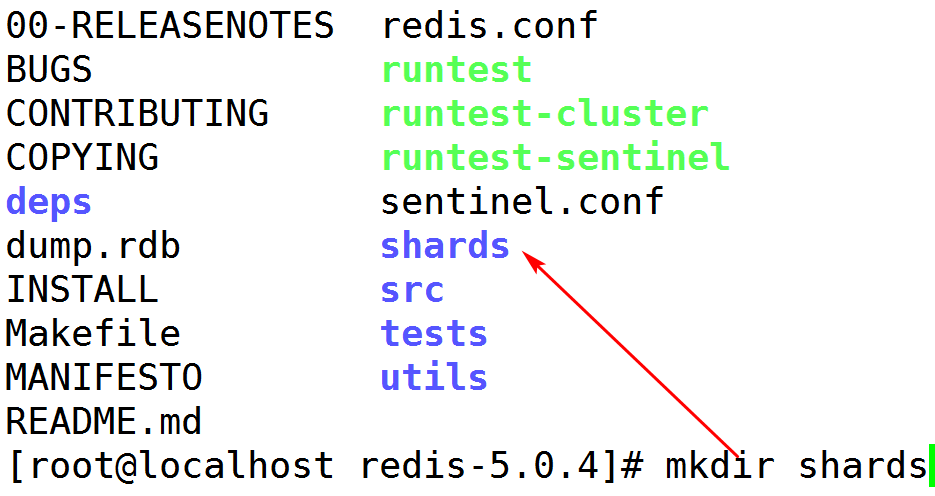 00-RELEASENOTES  redis.conf
BUGS             runtest
CONTRIBUTING     runtest-cluster
COPYING          runtest-sentinel
deps             sentinel.conf
dump.rdb         shards
INSTALL          src
Makefile         tests
MANIFESTO        utils
README.md
[root@localhost redis-5.0.4]# mkdir shards